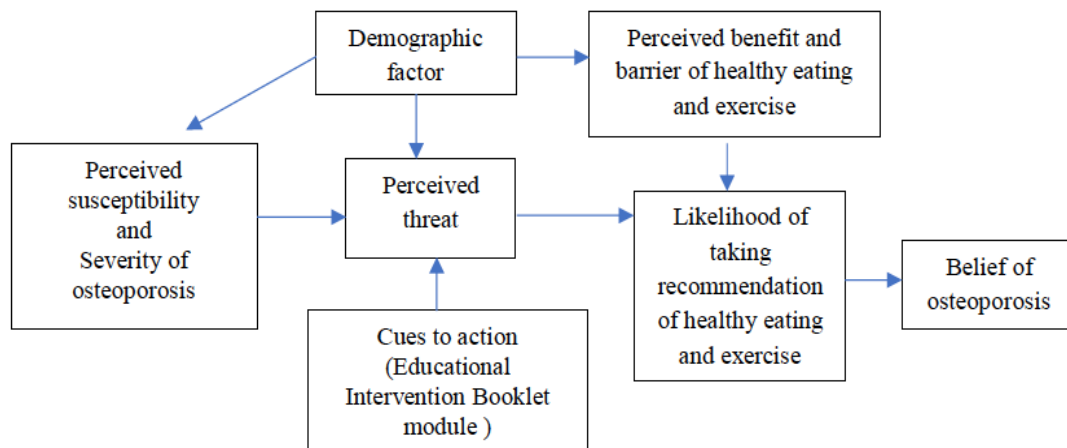 Demographic
factor
Perceived benefit and
barrier of healthy eating
and exercise
Perceived
susceptibility
and
Severity of
osteoporosis
Perceived
threat
Likelihood of
taking
recommendation
of healthy eating
and exercise
Belief of
osteoporosis
Cues to action
(Educational
Intervention Booklet
module )